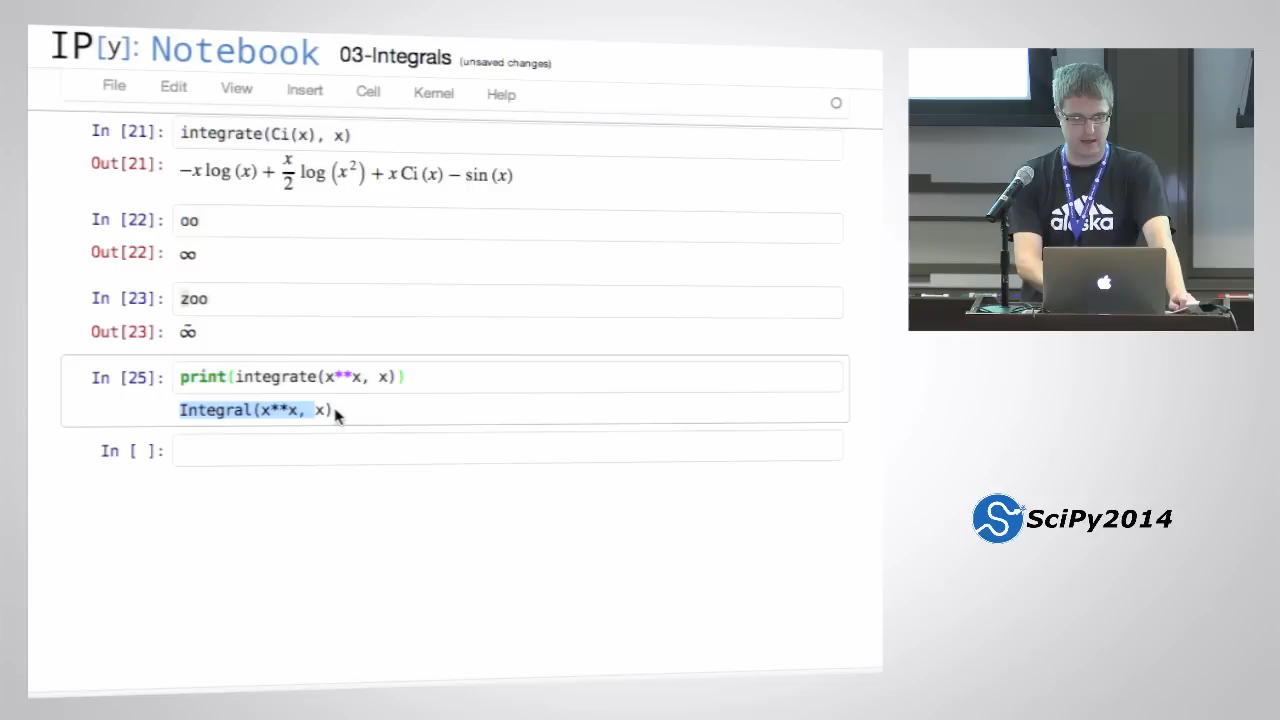 IP[y]: Notebook 03-Integrals (unsaved changes)
File Edit View Insert Cell Kernel Help
In [21]: integrate(Ci(x), x)
Out[21]: −x log (x) + x/2 log (x²) + x Ci (x) − sin (x)
In [22]: oo
Out[22]: ∞
In [23]: zoo
Out[23]: ∞̃
In [25]: print(integrate(x**x, x))
Integral(x**x, x)
In [ ]:
alaska
SciPy2014